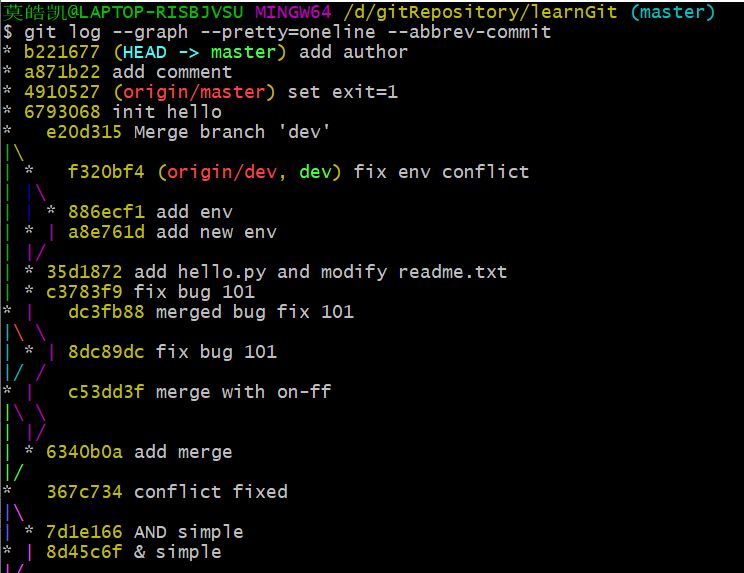 莫皓凯@LAPTOP-RISBJVSU MINGW64 /d/gitRepository/learnGit (master)
$ git log --graph --pretty=oneline --abbrev-commit
* b221677 (HEAD -> master) add author
* a871b22 add comment
* 4910527 (origin/master) set exit=1
* 6793068 init hello
*   e20d315 Merge branch 'dev'
|\
| *   f320bf4 (origin/dev, dev) fix env conflict
| |\
| | * 886ecf1 add env
| * | a8e761d add new env
| |/
| * 35d1872 add hello.py and modify readme.txt
| * c3783f9 fix bug 101
* |   dc3fb88 merged bug fix 101
|\ \
| * | 8dc89dc fix bug 101
|/ /
* |   c53dd3f merge with on-ff
|\ \
| |/
| * 6340b0a add merge
|/
*   367c734 conflict fixed
|\
| * 7d1e166 AND simple
* | 8d45c6f & simple
|/